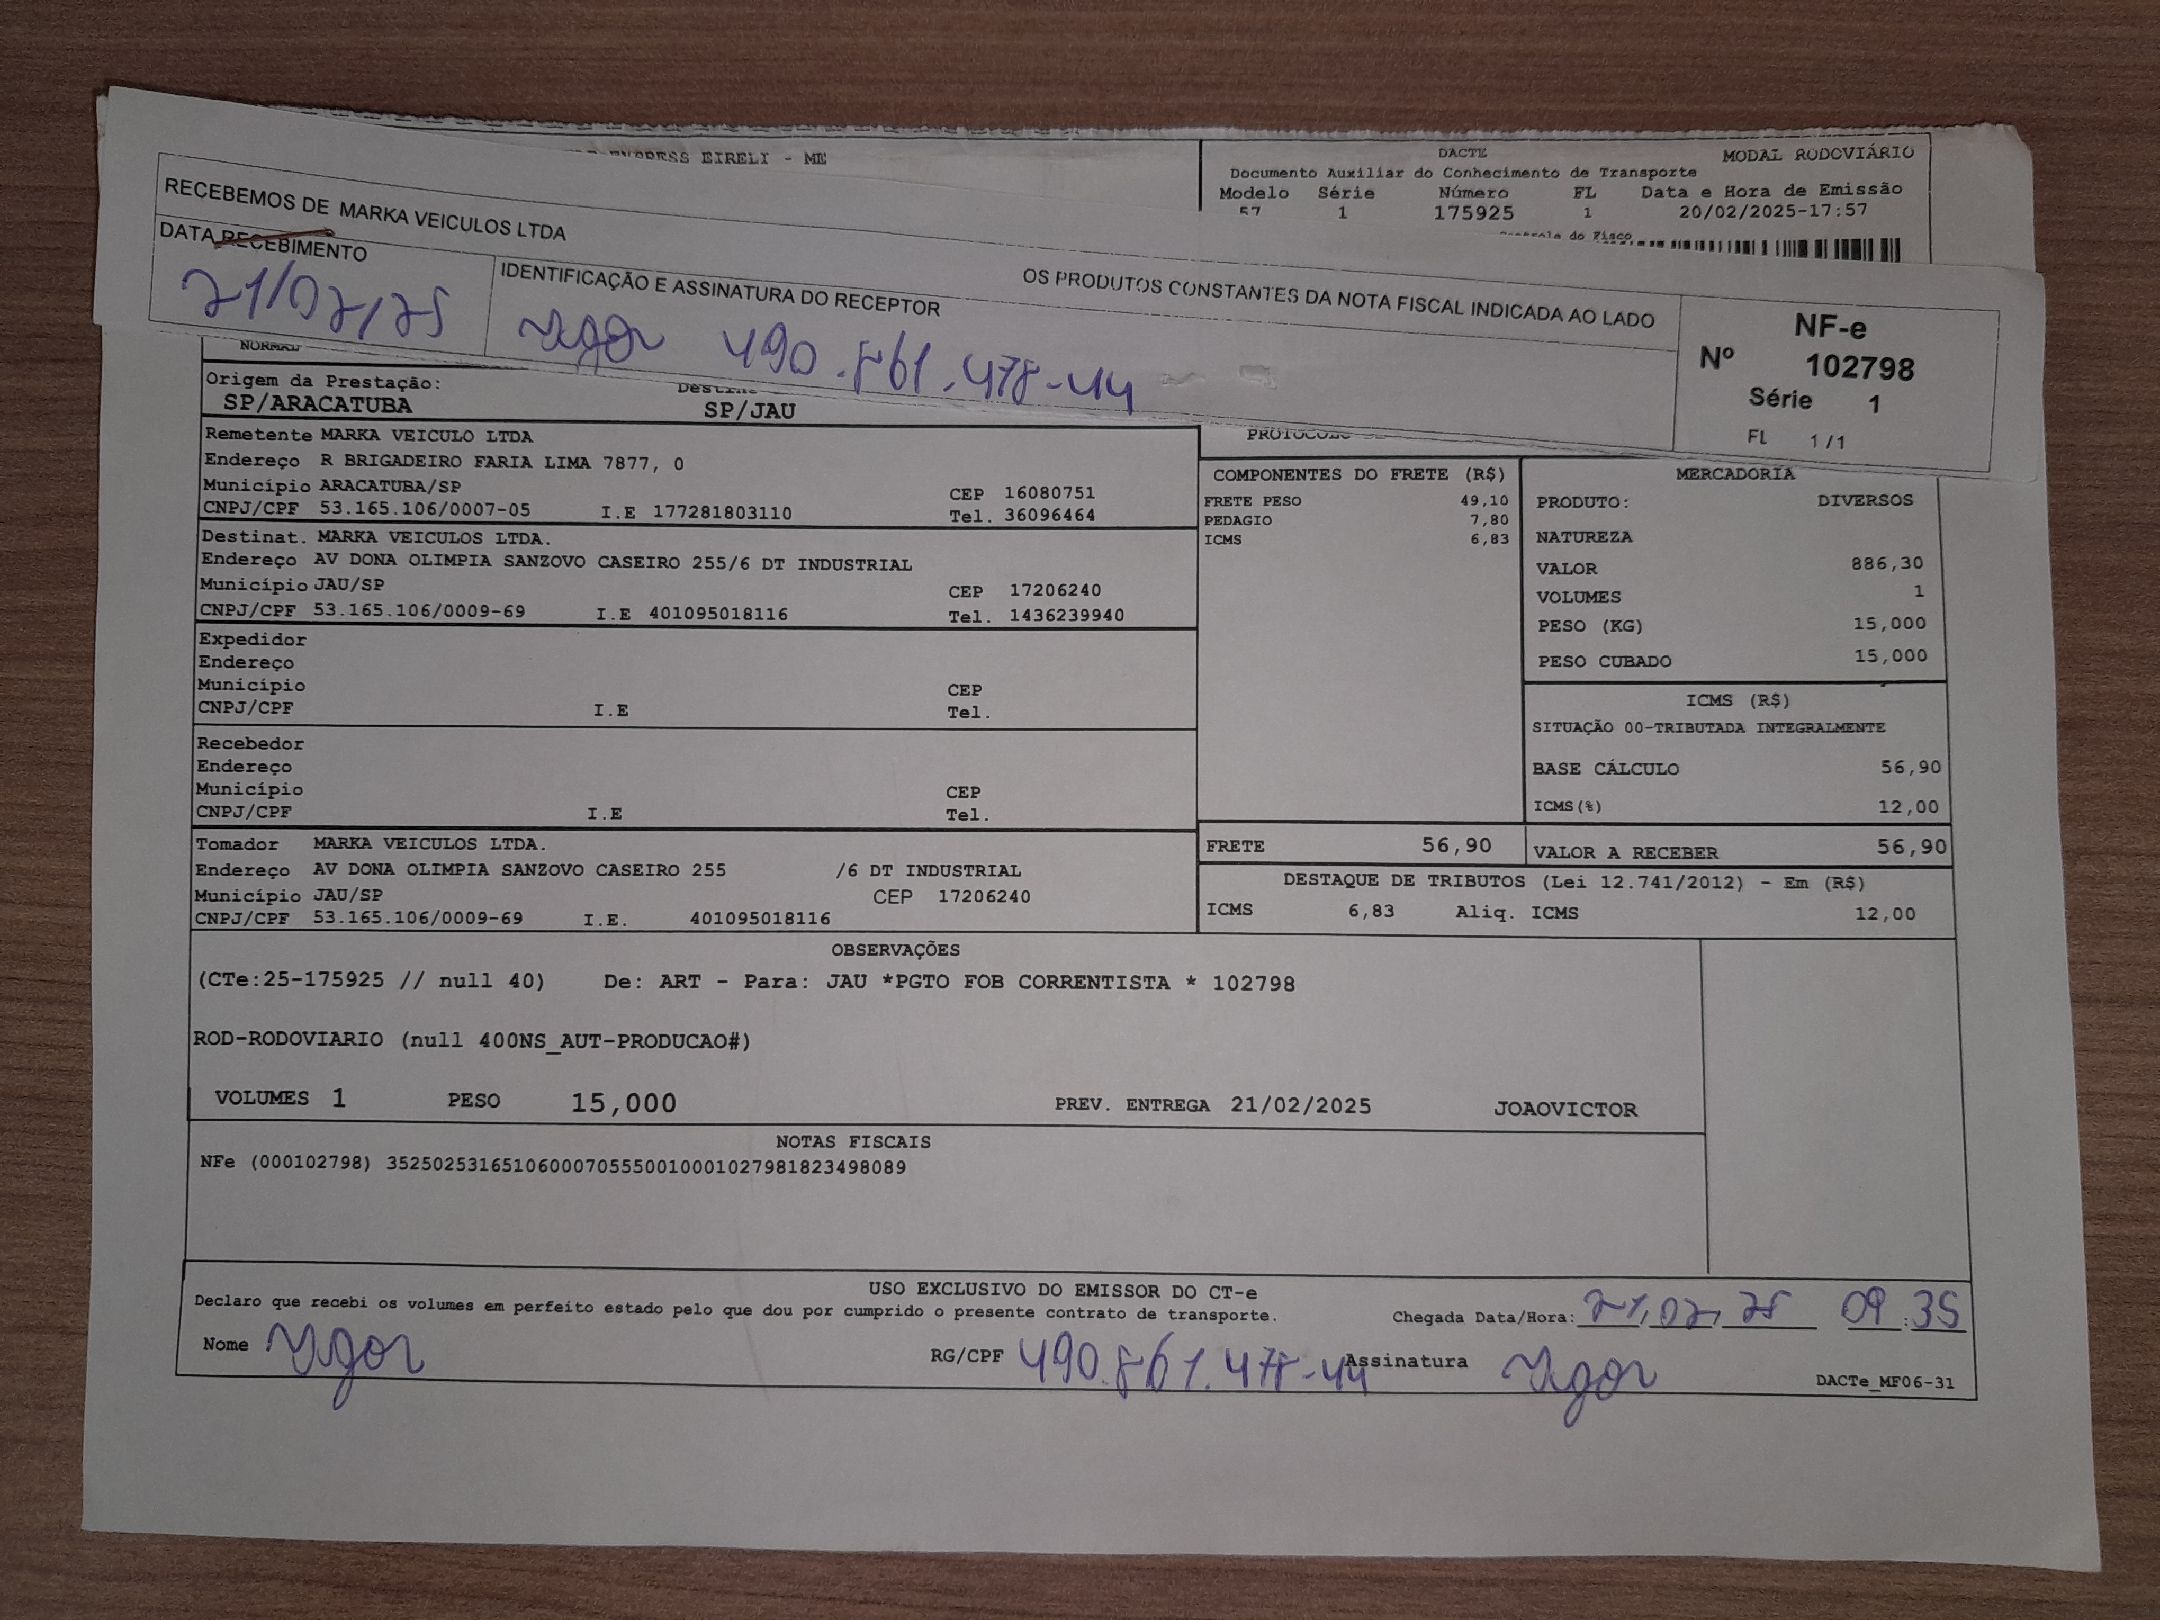 EXPRESS EIRELI - ME
DACTE
MODAL RODOVIÁRIO
Documento Auxiliar do Conhecimento de Transporte
Modelo Série Número FL Data e Hora de Emissão
57 1 175925 1 20/02/2025-17:57
Controle do Fisco
RECEBEMOS DE MARKA VEICULOS LTDA
OS PRODUTOS CONSTANTES DA NOTA FISCAL INDICADA AO LADO
DATA RECEBIMENTO
21/02/25
IDENTIFICAÇÃO E ASSINATURA DO RECEPTOR
Ygor 490.861.478-44
NF-e
Nº 102798
Série 1
FL 1/1
NORMAL
Origem da Prestação:
SP/ARACATUBA
SP/JAU
Remetente MARKA VEICULO LTDA
Endereço R BRIGADEIRO FARIA LIMA 7877, 0
Município ARACATUBA/SP CEP 16080751
CNPJ/CPF 53.165.106/0007-05 I.E 177281803110 Tel. 36096464
Destinat. MARKA VEICULOS LTDA.
Endereço AV DONA OLIMPIA SANZOVO CASEIRO 255/6 DT INDUSTRIAL
Município JAU/SP CEP 17206240
CNPJ/CPF 53.165.106/0009-69 I.E 401095018116 Tel. 1436239940
Expedidor
Endereço
Município CEP
CNPJ/CPF I.E Tel.
Recebedor
Endereço
Município CEP
CNPJ/CPF I.E Tel.
Tomador MARKA VEICULOS LTDA.
Endereço AV DONA OLIMPIA SANZOVO CASEIRO 255 /6 DT INDUSTRIAL
Município JAU/SP CEP 17206240
CNPJ/CPF 53.165.106/0009-69 I.E. 401095018116
PROTOCOLO
COMPONENTES DO FRETE (R$)
FRETE PESO 49,10
PEDAGIO 7,80
ICMS 6,83
MERCADORIA
PRODUTO: DIVERSOS
NATUREZA
VALOR 886,30
VOLUMES 1
PESO (KG) 15,000
PESO CUBADO 15,000
ICMS (R$)
SITUAÇÃO 00-TRIBUTADA INTEGRALMENTE
BASE CÁLCULO 56,90
ICMS(%) 12,00
FRETE 56,90
VALOR A RECEBER 56,90
DESTAQUE DE TRIBUTOS (Lei 12.741/2012) - Em (R$)
ICMS 6,83 Aliq. ICMS 12,00
OBSERVAÇÕES
(CTe:25-175925 // null 40) De: ART - Para: JAU *PGTO FOB CORRENTISTA * 102798
ROD-RODOVIARIO (null 400NS_AUT-PRODUCAO#)
VOLUMES 1 PESO 15,000 PREV. ENTREGA 21/02/2025 JOAOVICTOR
NOTAS FISCAIS
NFe (000102798) 35250253165106000705550010001027981823498089
USO EXCLUSIVO DO EMISSOR DO CT-e
Declaro que recebi os volumes em perfeito estado pelo que dou por cumprido o presente contrato de transporte.
Chegada Data/Hora: 21,02,25 09:35
Nome Ygor RG/CPF 490.861.478-44 Assinatura Ygor
DACTe_MF06-31